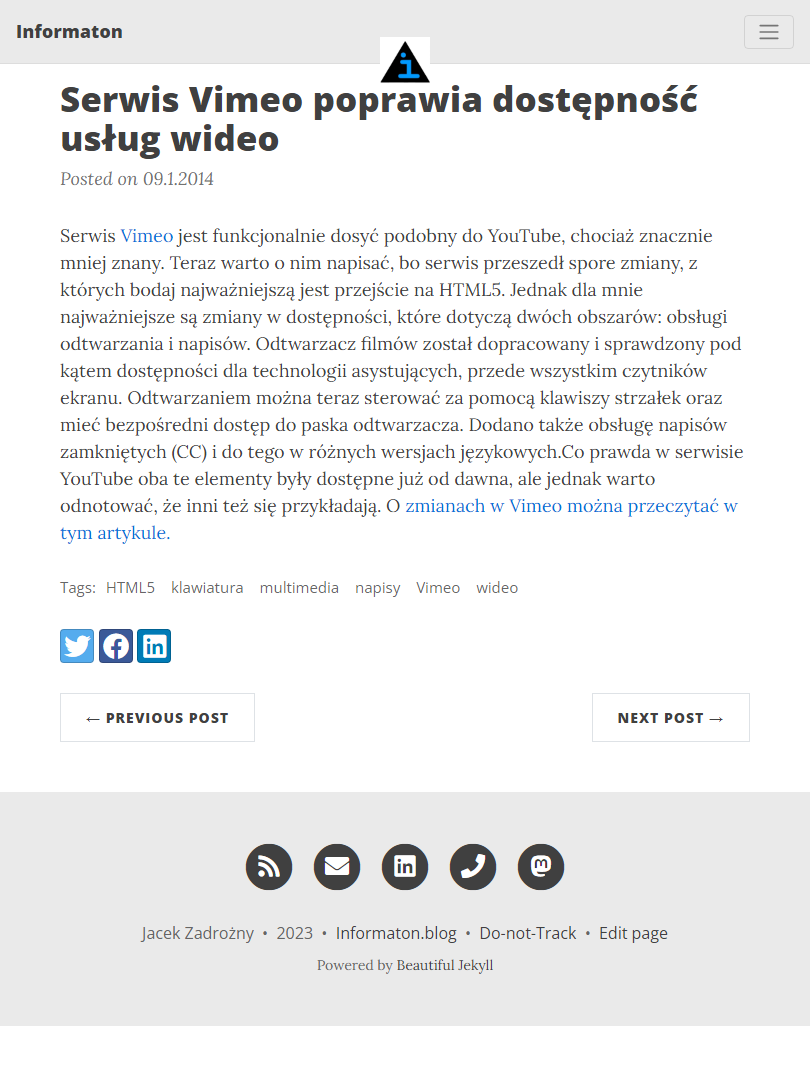 Informaton
i
Serwis Vimeo poprawia dostępność
usług wideo
Posted on 09.1.2014
Serwis Vimeo jest funkcjonalnie dosyć podobny do YouTube, chociaż znacznie
mniej znany. Teraz warto o nim napisać, bo serwis przeszedł spore zmiany, z
których bodaj najważniejszą jest przejście na HTML5. Jednak dla mnie
najważniejsze są zmiany w dostępności, które dotyczą dwóch obszarów: obsługi
odtwarzania i napisów. Odtwarzacz filmów został dopracowany i sprawdzony pod
kątem dostępności dla technologii asystujących, przede wszystkim czytników
ekranu. Odtwarzaniem można teraz sterować za pomocą klawiszy strzałek oraz
mieć bezpośredni dostęp do paska odtwarzacza. Dodano także obsługę napisów
zamkniętych (CC) i do tego w różnych wersjach językowych.Co prawda w serwisie
YouTube oba te elementy były dostępne już od dawna, ale jednak warto
odnotować, że inni też się przykładają. O zmianach w Vimeo można przeczytać w
tym artykule.
Tags: HTML5 klawiatura multimedia napisy Vimeo wideo
← PREVIOUS POST
NEXT POST →
Jacek Zadrożny • 2023 • Informaton.blog • Do-not-Track • Edit page
Powered by Beautiful Jekyll